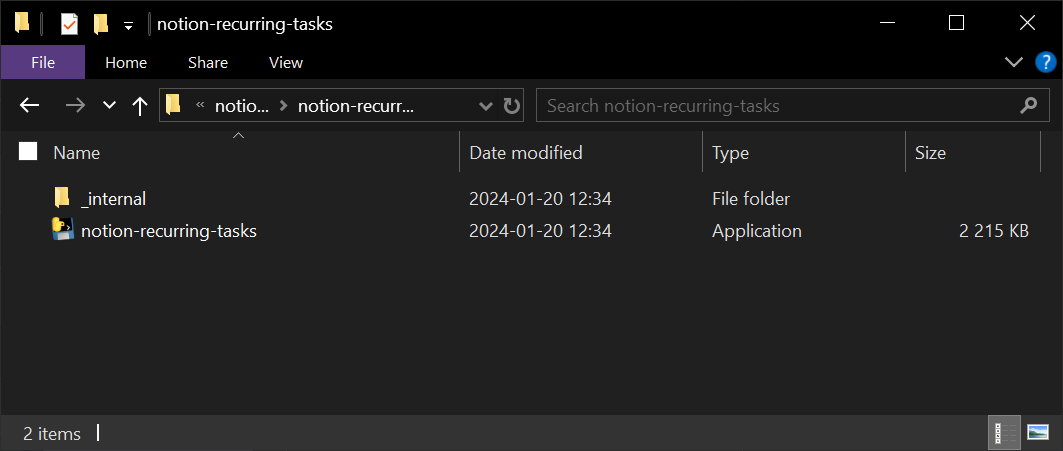 notion-recurring-tasks
File Home Share View
?
« notio... notion-recurr... Search notion-recurring-tasks
Name Date modified Type Size
_internal 2024-01-20 12:34 File folder
notion-recurring-tasks 2024-01-20 12:34 Application 2 215 KB
2 items